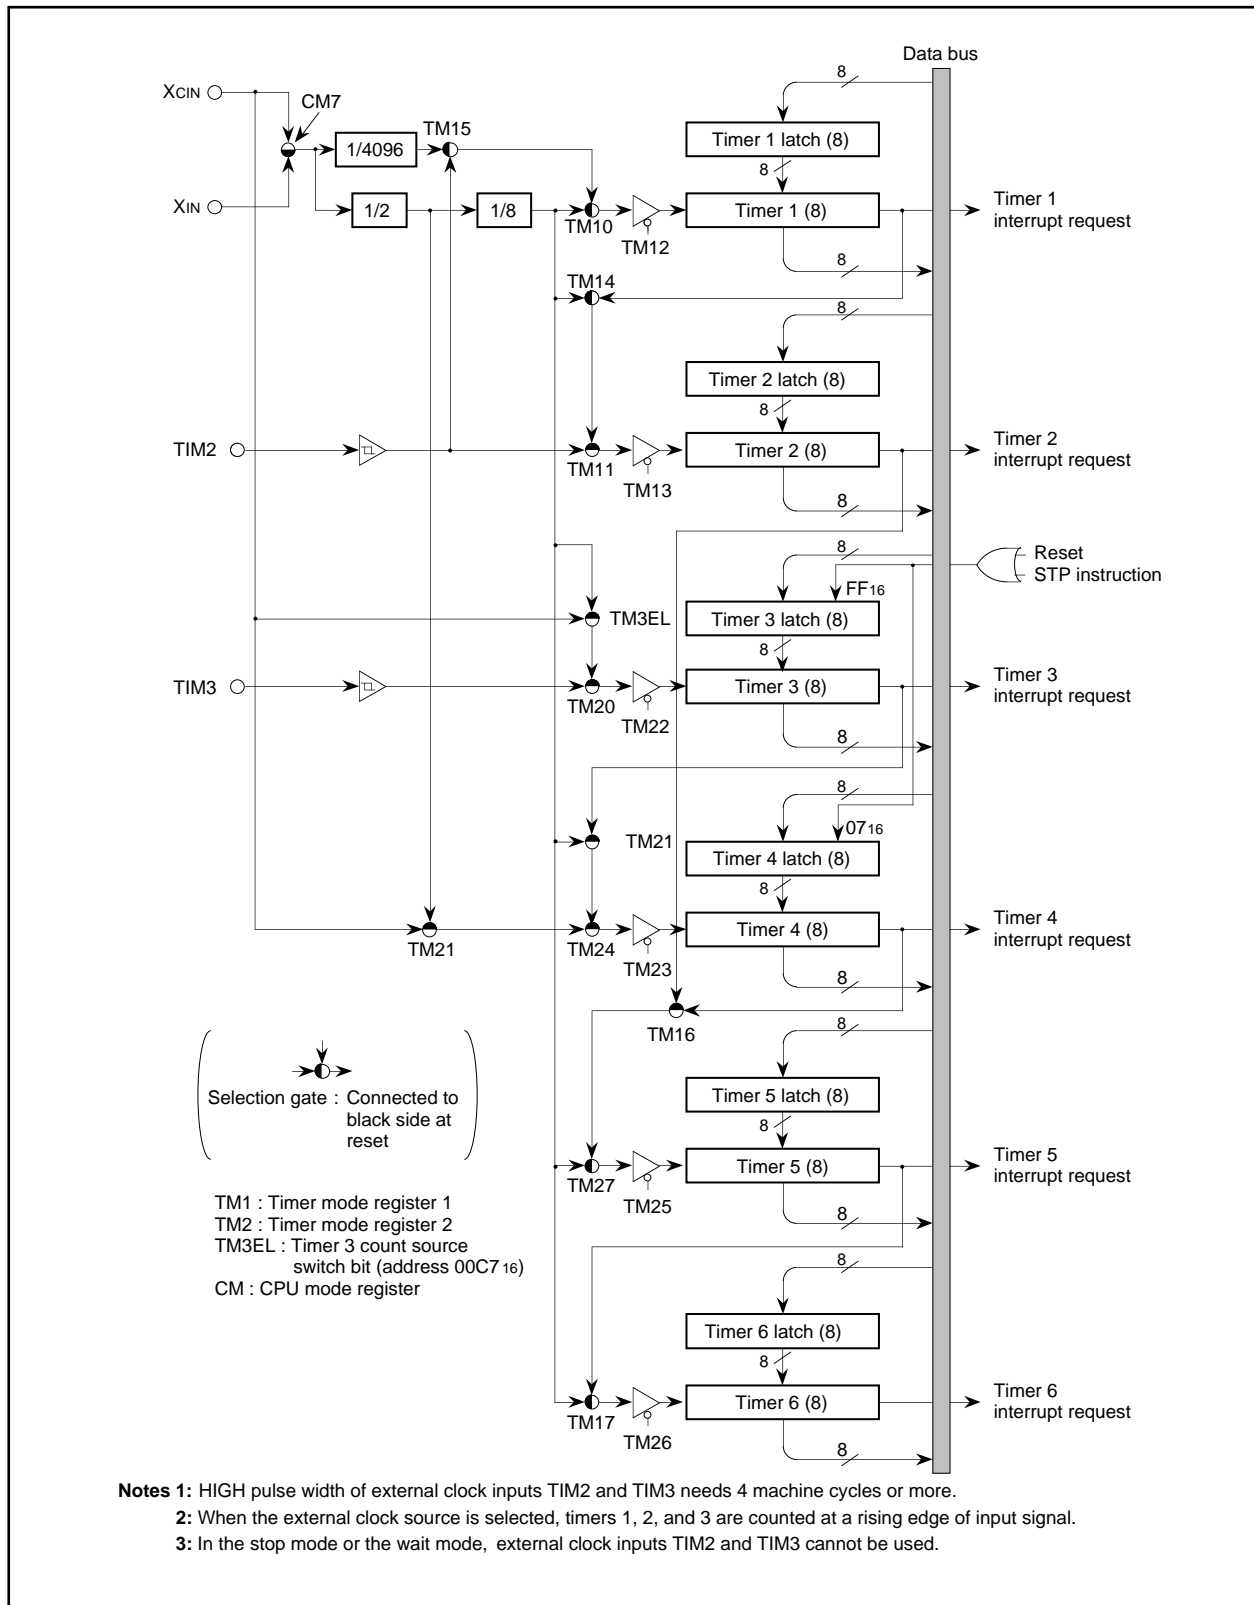 Data bus
8
XCIN
CM7
TM15
1/4096
Timer 1 latch (8)
8
XIN
1/2
1/8
TM10
TM12
Timer 1 (8)
Timer 1
interrupt request
8
TM14
8
Timer 2 latch (8)
8
TIM2
TM11
TM13
Timer 2 (8)
Timer 2
interrupt request
8
8
Reset
STP instruction
FF16
TM3EL
Timer 3 latch (8)
8
TIM3
TM20
TM22
Timer 3 (8)
Timer 3
interrupt request
8
8
0716
TM21
Timer 4 latch (8)
8
TM21
TM24
TM23
Timer 4 (8)
Timer 4
interrupt request
8
TM16
8
Selection gate : Connected to
black side at
reset
Timer 5 latch (8)
8
TM27
TM25
Timer 5 (8)
Timer 5
interrupt request
8
TM1 : Timer mode register 1
TM2 : Timer mode register 2
TM3EL : Timer 3 count source
switch bit (address 00C716)
CM : CPU mode register
8
Timer 6 latch (8)
8
TM17
TM26
Timer 6 (8)
Timer 6
interrupt request
8
Notes 1: HIGH pulse width of external clock inputs TIM2 and TIM3 needs 4 machine cycles or more.
2: When the external clock source is selected, timers 1, 2, and 3 are counted at a rising edge of input signal.
3: In the stop mode or the wait mode, external clock inputs TIM2 and TIM3 cannot be used.